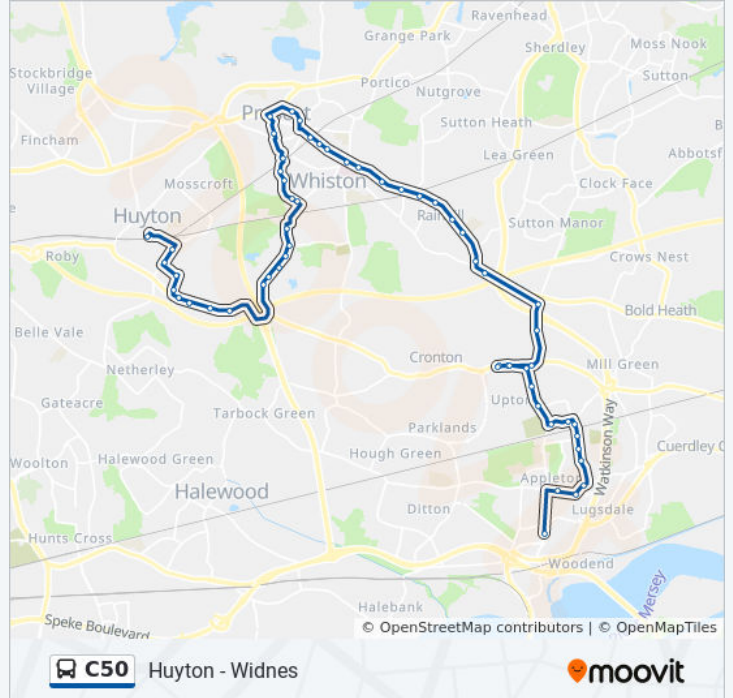 Ravenhead
Grange Park
Sherdley
Moss Nook
Stockbridge
Village
Portico
Sutton
Nutgrove
Sutton Heath
Fincham
Lea Green
Mosscroft
Whiston
Clock Face
Huyton
Sutton Manor
Roby
Crows Nest
Bold Heath
Belle Vale
Cronton
Mill Green
Netherley
Gateacre
Tarbock Green
Parklands
Watkinson Way
Woolton
Halewood Green
Hough Green
Cuerdley C
Halewood
Ditton
Lugsdale
Hunts Cross
Woodend
Halebank
Mersey
Speke Boulevard
© OpenStreetMap contributors | © OpenMapTiles
C50 Huyton - Widnes
moovit